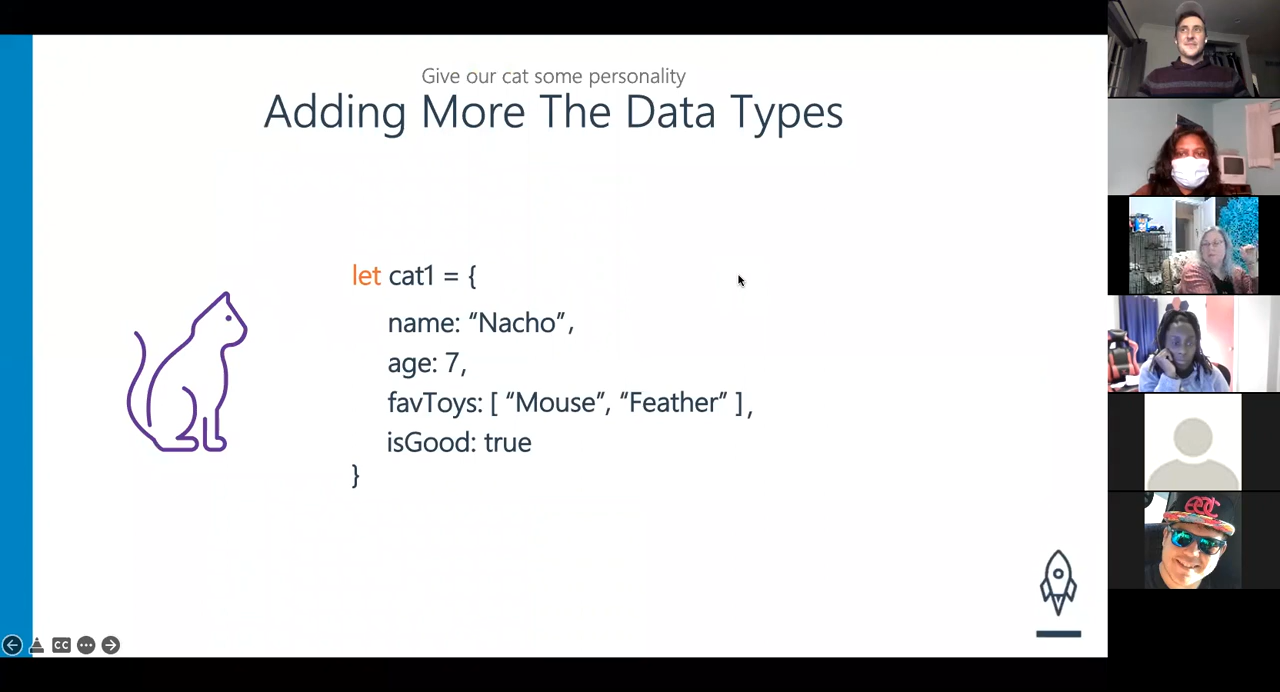 Give our cat some personality
Adding More The Data Types
let cat1 = {
name: “Nacho”,
age: 7,
favToys: [ “Mouse”, “Feather” ],
isGood: true
}
CC